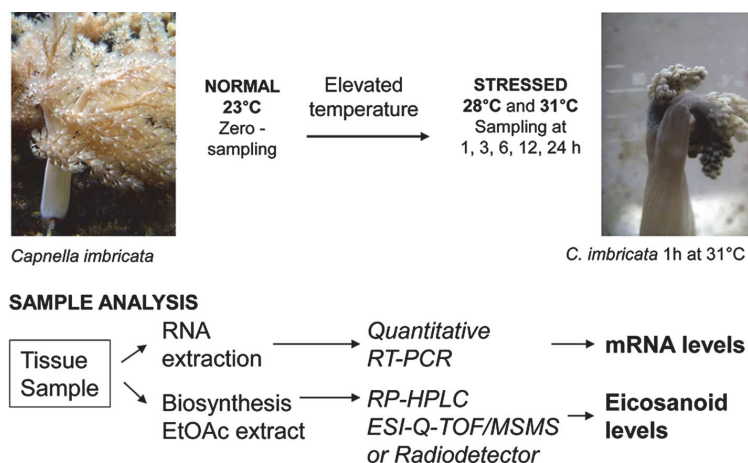 NORMAL
23°C
Zero -
sampling
Elevated
temperature
STRESSED
28°C and 31°C
Sampling at
1, 3, 6, 12, 24 h
Capnella imbricata
C. imbricata 1h at 31°C
SAMPLE ANALYSIS
Tissue
Sample
RNA
extraction
Quantitative
RT-PCR
mRNA levels
Biosynthesis
EtOAc extract
RP-HPLC
ESI-Q-TOF/MSMS
or Radiodetector
Eicosanoid
levels